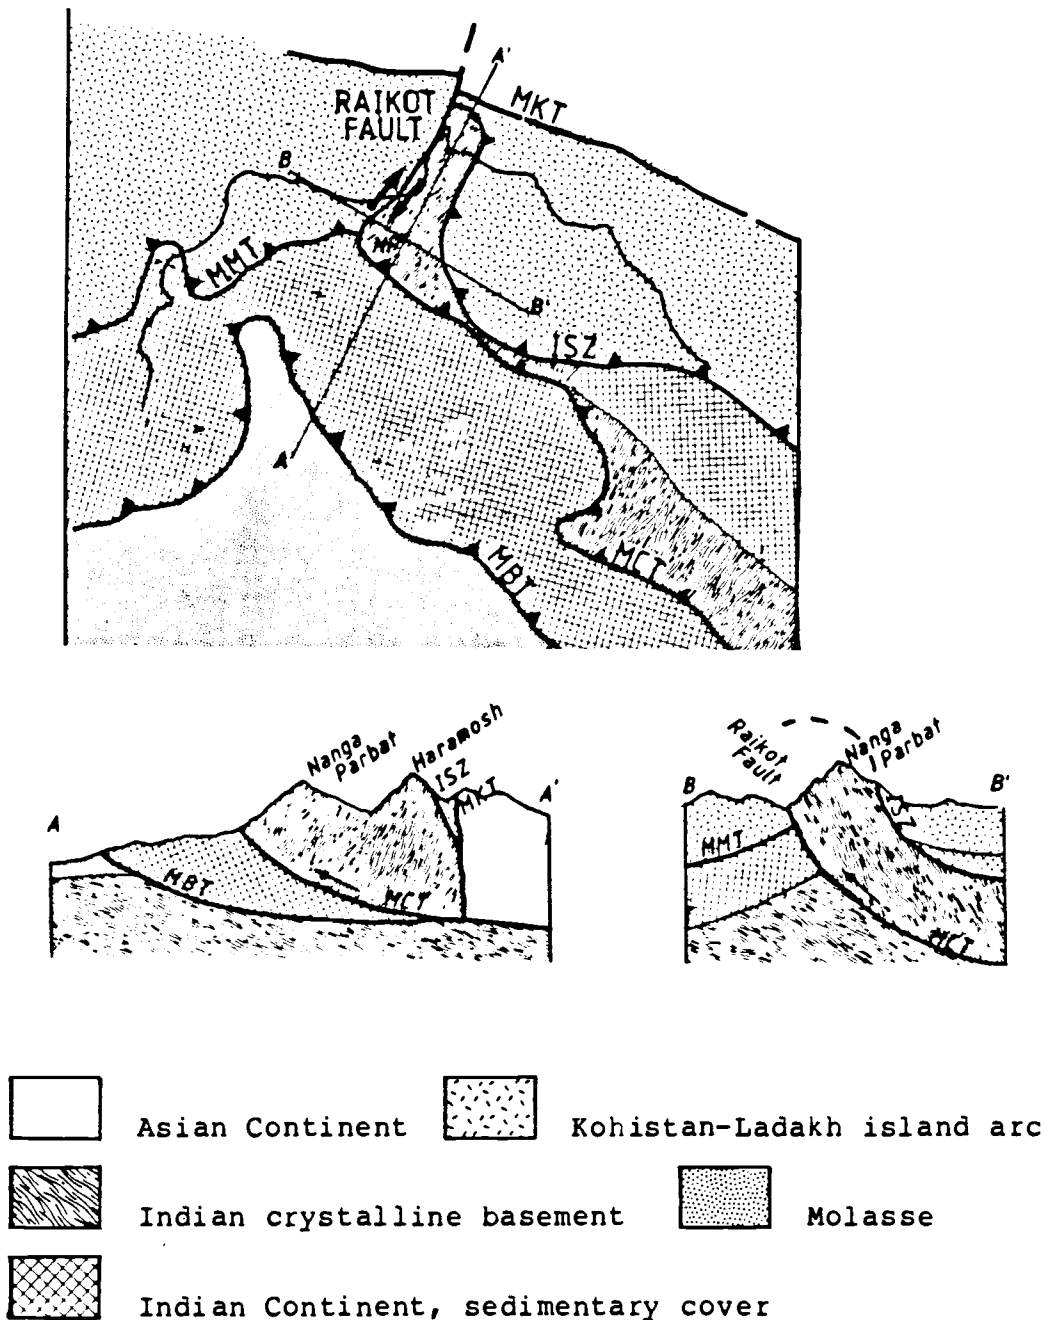 A'
MKT
RAIKOT
FAULT
B
NP
MMT
B'
ISZ
A
MCT
MBT
Nanga
Parbat
Haramosh
ISZ
MKT
A
A'
MBT
MCT
Raikot
Fault
Nanga
Parbat
B
B'
ISZ
MMT
MCT
Asian Continent
Kohistan-Ladakh island arc
Indian crystalline basement
Molasse
Indian Continent, sedimentary cover